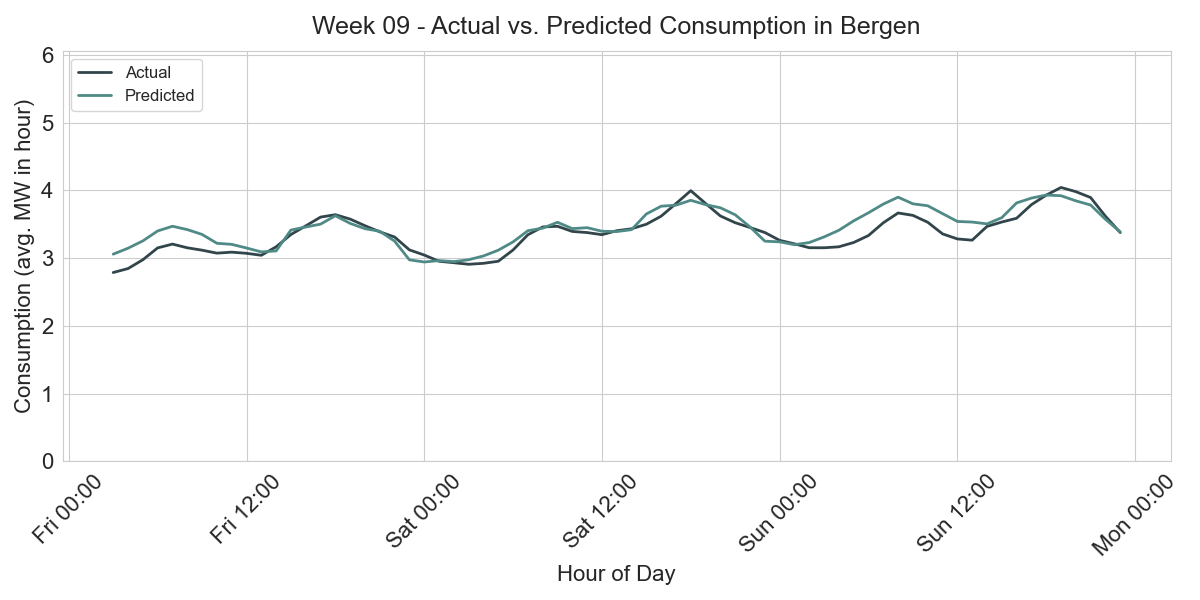 Week 09 - Actual vs. Predicted Consumption in Bergen
Actual
Predicted
Consumption (avg. MW in hour)
6
5
4
3
2
1
0
Fri 00:00
Fri 12:00
Sat 00:00
Sat 12:00
Sun 00:00
Sun 12:00
Mon 00:00
Hour of Day